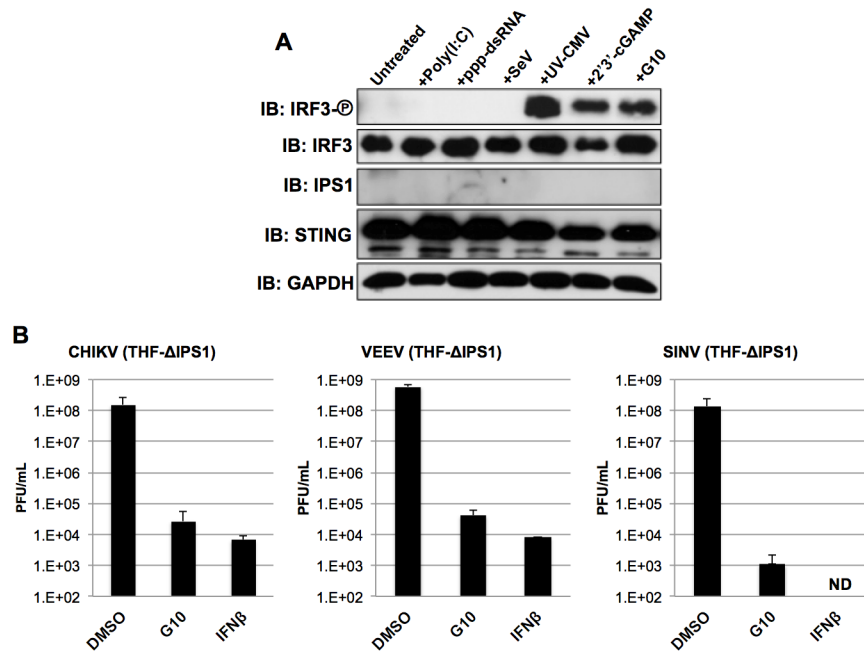 A
Untreated
+Poly(I:C)
+ppp-dsRNA
+SeV
+UV-CMV
+2'3'-cGAMP
+G10
IB: IRF3-Ⓟ
IB: IRF3
IB: IPS1
IB: STING
IB: GAPDH
B
CHIKV (THF-ΔIPS1)
PFU/mL
1.E+09
1.E+08
1.E+07
1.E+06
1.E+05
1.E+04
1.E+03
1.E+02
DMSO
G10
IFNβ
VEEV (THF-ΔIPS1)
PFU/mL
1.E+09
1.E+08
1.E+07
1.E+06
1.E+05
1.E+04
1.E+03
1.E+02
DMSO
G10
IFNβ
SINV (THF-ΔIPS1)
PFU/mL
1.E+09
1.E+08
1.E+07
1.E+06
1.E+05
1.E+04
1.E+03
1.E+02
ND
DMSO
G10
IFNβ